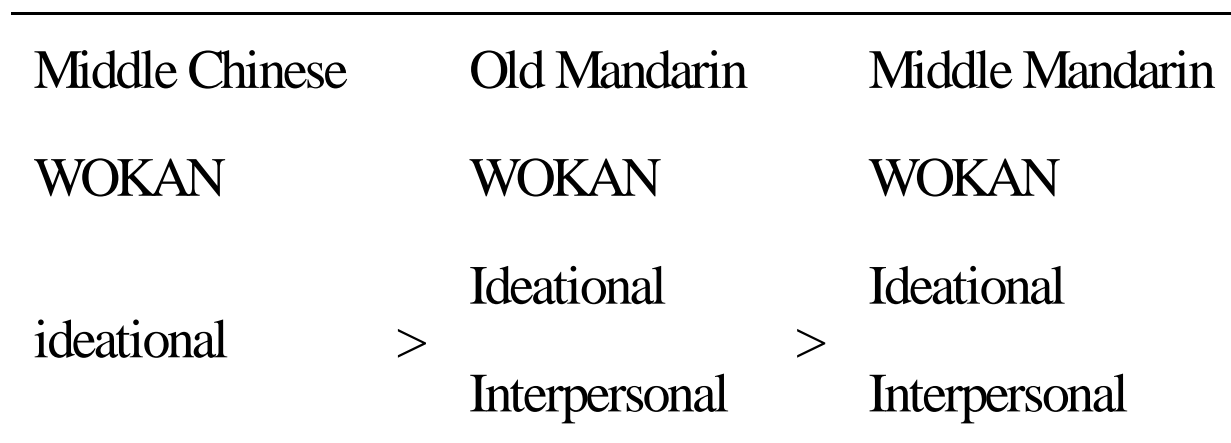 Middle Chinese Old Mandarin Middle Mandarin
WOKAN WOKAN WOKAN
Ideational Ideational
ideational > >
Interpersonal Interpersonal